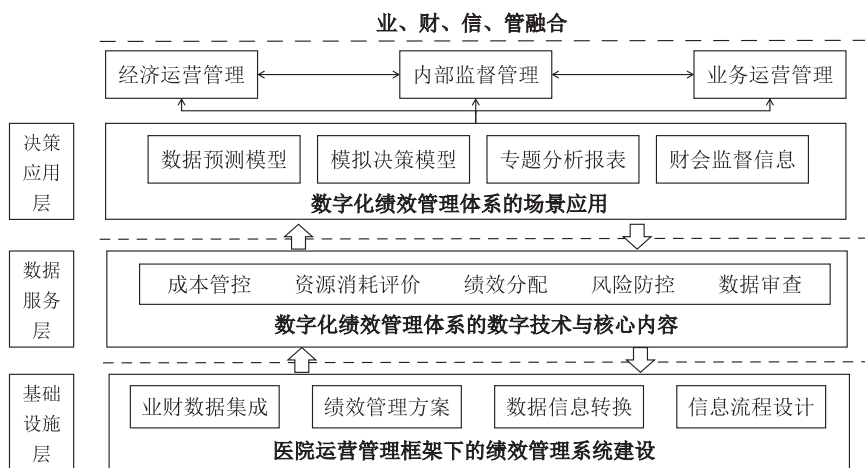 业、财、信、管融合
经济运营管理
内部监督管理
业务运营管理
决策
应用
层
数据预测模型
模拟决策模型
专题分析报表
财会监督信息
数字化绩效管理体系的场景应用
数据
服务
层
成本管控
资源消耗评价
绩效分配
风险防控
数据审查
数字化绩效管理体系的数字技术与核心内容
基础
设施
层
业财数据集成
绩效管理方案
数据信息转换
信息流程设计
医院运营管理框架下的绩效管理系统建设